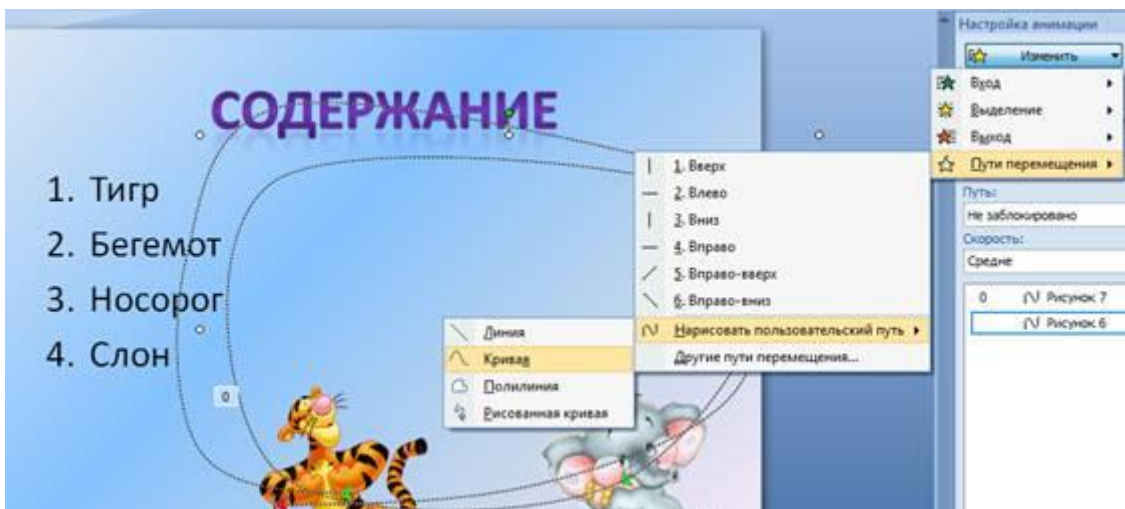 СОДЕРЖАНИЕ
1. Тигр
2. Бегемот
3. Носорог
4. Слон
0
Линия
Кривая
Полилиния
Рисованная кривая
1. Вверх
2. Влево
3. Вниз
4. Вправо
5. Вправо-вверх
6. Вправо-вниз
Нарисовать пользовательский путь
Другие пути перемещения...
Настройка анимации
Изменить
Вход
Выделение
Выход
Пути перемещения
Путь:
Не заблокировано
Скорость:
Средне
0 Рисунок 7
Рисунок 6